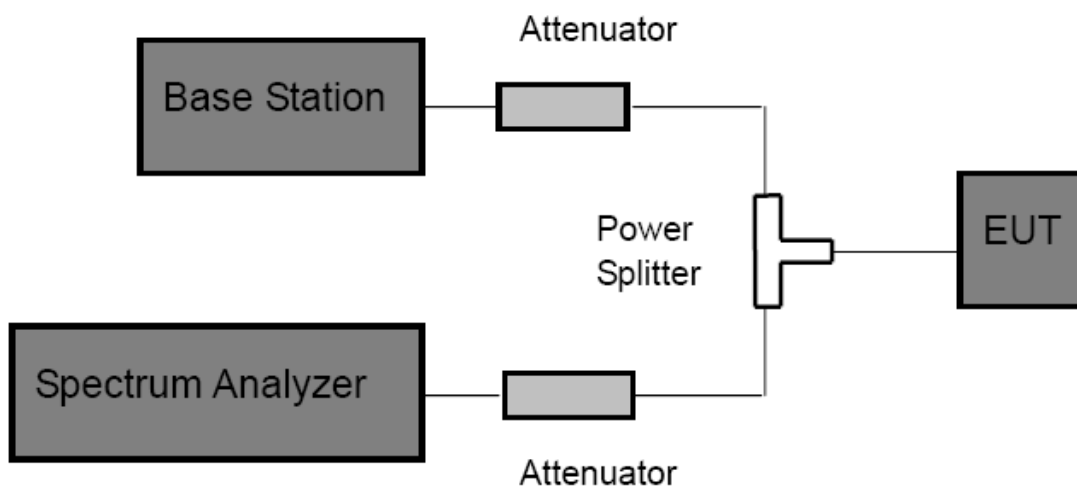 Attenuator
Base Station
Power
Splitter
EUT
Spectrum Analyzer
Attenuator